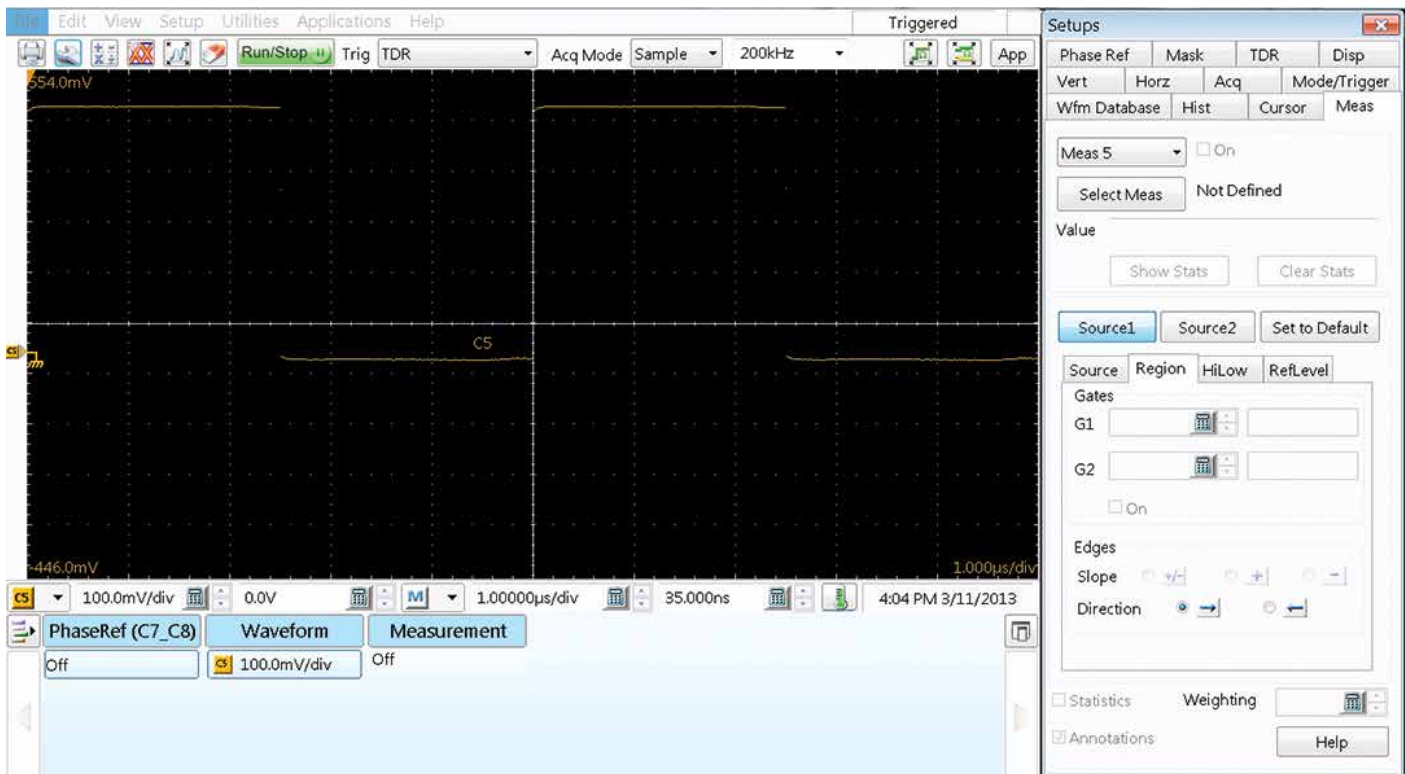 File Edit View Setup Utilities Applications Help
Triggered
Run/Stop Trig TDR Acq Mode Sample 200kHz App
554.0mV
C5
C5
-446.0mV 1.000µs/div
C5 100.0mV/div 0.0V M 1.00000µs/div 35.000ns 4:04 PM 3/11/2013
PhaseRef (C7_C8) Waveform Measurement
Off C5 100.0mV/div Off
Setups
Phase Ref Mask TDR Disp
Vert Horz Acq Mode/Trigger
Wfm Database Hist Cursor Meas
Meas 5 On
Select Meas Not Defined
Value
Show Stats Clear Stats
Source1 Source2 Set to Default
Source Region HiLow RefLevel
Gates
G1
G2
On
Edges
Slope +/- + -
Direction
Statistics Weighting
Annotations
Help